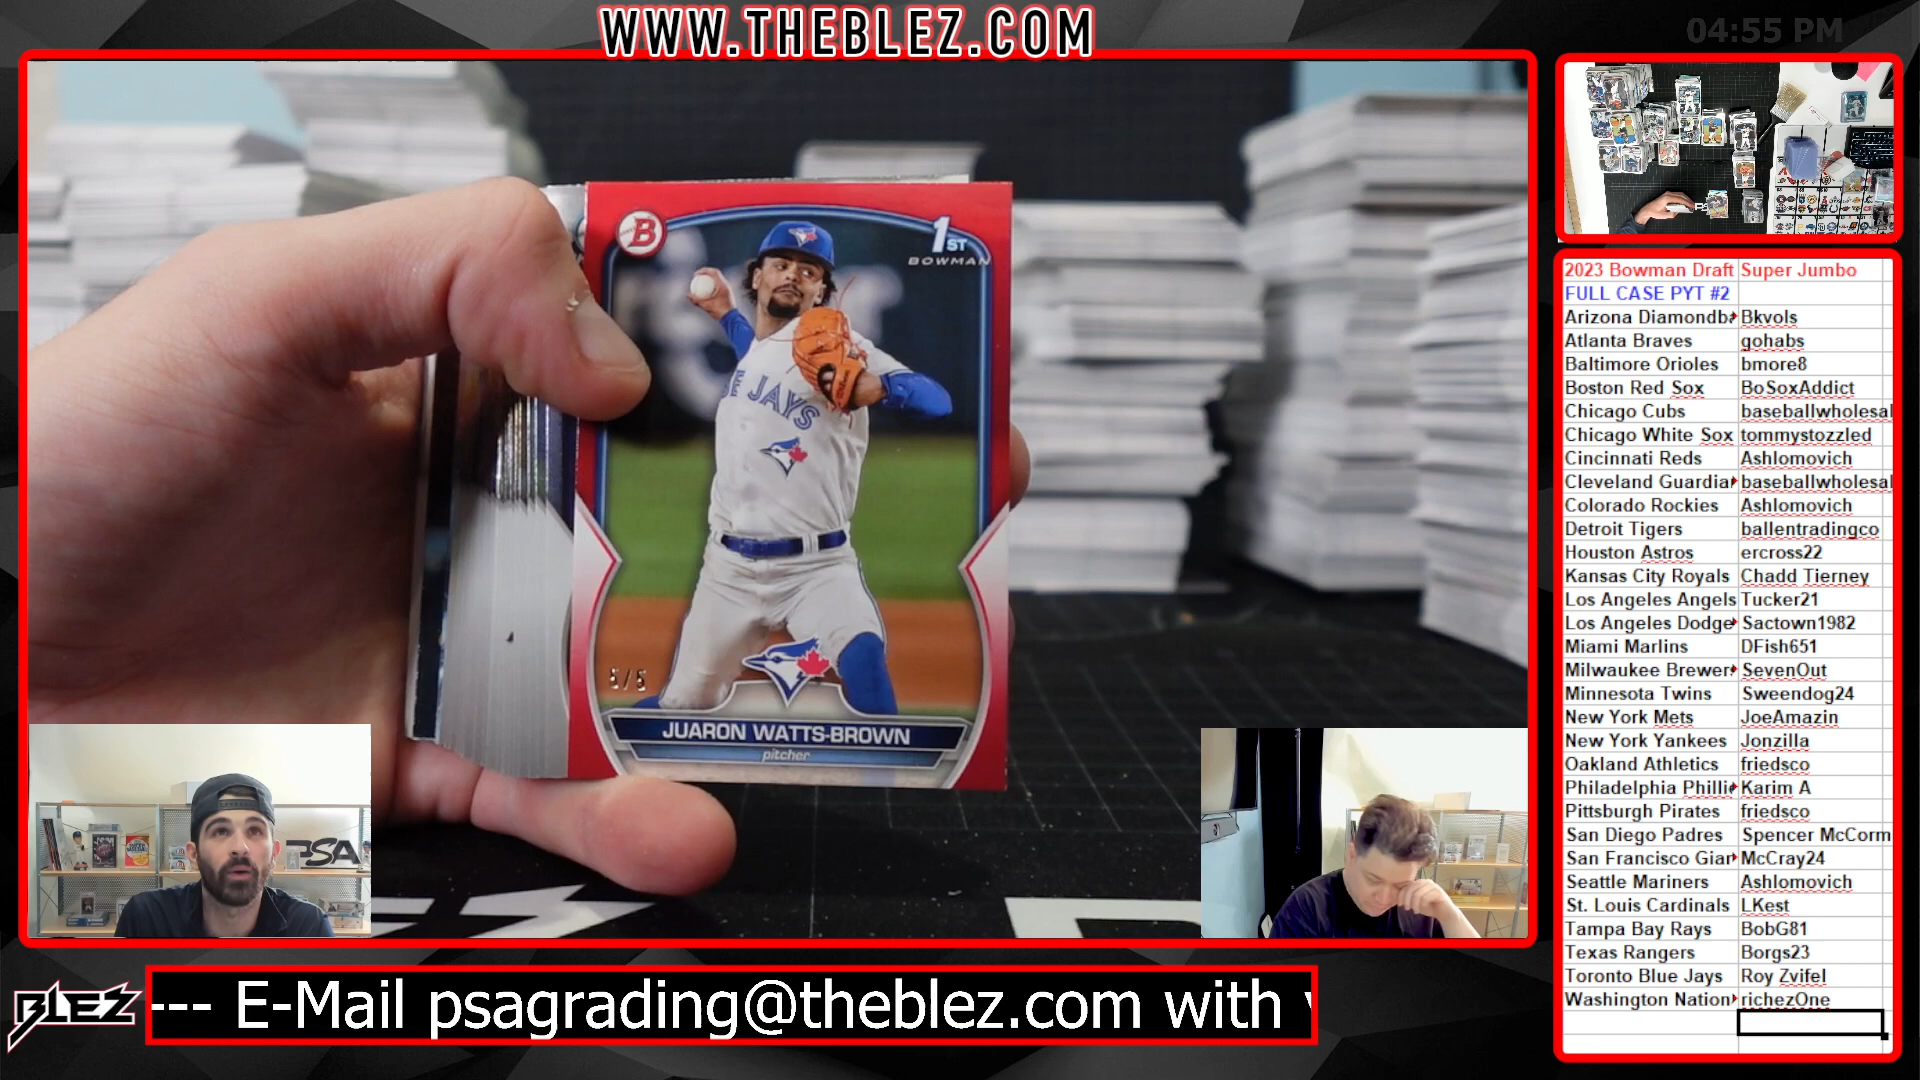 WWW.THEBLEZ.COM
04:55 PM
B
1ST
BOWMAN
JAYS
5/5
JUARON WATTS-BROWN
pitcher
PSA
BLEZ
--- E-Mail psagrading@theblez.com with
2023 Bowman Draft Super Jumbo
FULL CASE PYT #2
Arizona Diamondba Bkvols
Atlanta Braves gohabs
Baltimore Orioles bmore8
Boston Red Sox BoSoxAddict
Chicago Cubs baseballwholesal
Chicago White Sox tommystozzled
Cincinnati Reds Ashlomovich
Cleveland Guardian baseballwholesal
Colorado Rockies Ashlomovich
Detroit Tigers ballentradingco
Houston Astros ercross22
Kansas City Royals Chadd Tierney
Los Angeles Angels Tucker21
Los Angeles Dodge Sactown1982
Miami Marlins DFish651
Milwaukee Brewer SevenOut
Minnesota Twins Sweendog24
New York Mets JoeAmazin
New York Yankees Jonzilla
Oakland Athletics friedsco
Philadelphia Phillie Karim A
Pittsburgh Pirates friedsco
San Diego Padres Spencer McCorm
San Francisco Gian McCray24
Seattle Mariners Ashlomovich
St. Louis Cardinals LKest
Tampa Bay Rays BobG81
Texas Rangers Borgs23
Toronto Blue Jays Roy Zvifel
Washington Nation richezOne